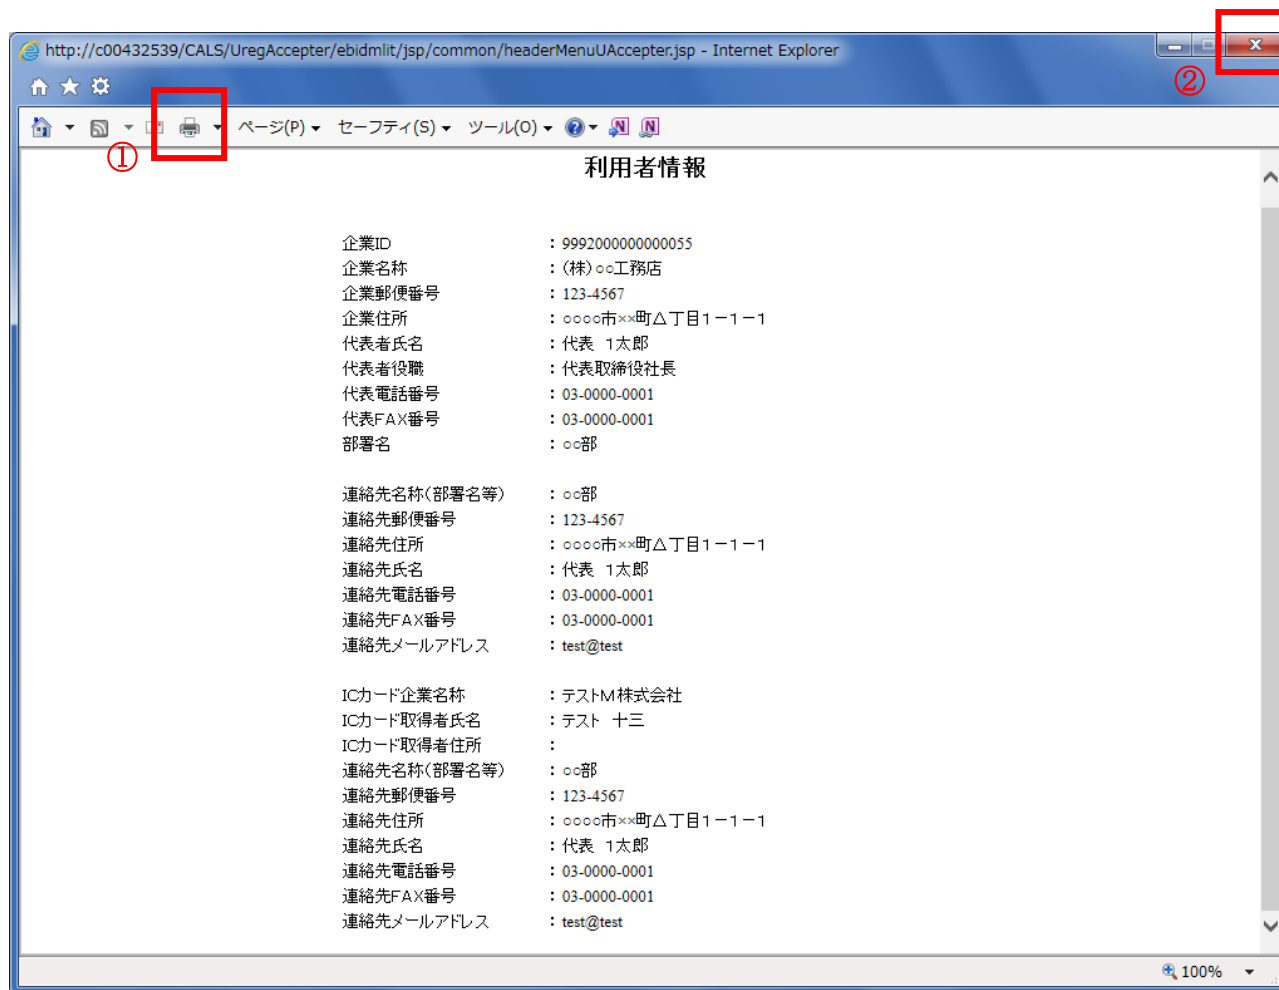 http://c00432539/CALS/UregAccepter/ebidmlit/jsp/common/headerMenuUAccepter.jsp - Internet Explorer
②
ページ(P) セーフティ(S) ツール(O)
①
利用者情報
企業ID : 9992000000000055
企業名称 : (株)○○工務店
企業郵便番号 : 123-4567
企業住所 : ○○○○市××町△丁目1-1-1
代表者氏名 : 代表 1太郎
代表者役職 : 代表取締役社長
代表電話番号 : 03-0000-0001
代表FAX番号 : 03-0000-0001
部署名 : ○○部
連絡先名称(部署名等) : ○○部
連絡先郵便番号 : 123-4567
連絡先住所 : ○○○○市××町△丁目1-1-1
連絡先氏名 : 代表 1太郎
連絡先電話番号 : 03-0000-0001
連絡先FAX番号 : 03-0000-0001
連絡先メールアドレス : test@test
ICカード企業名称 : テストM株式会社
ICカード取得者氏名 : テスト 十三
ICカード取得者住所 :
連絡先名称(部署名等) : ○○部
連絡先郵便番号 : 123-4567
連絡先住所 : ○○○○市××町△丁目1-1-1
連絡先氏名 : 代表 1太郎
連絡先電話番号 : 03-0000-0001
連絡先FAX番号 : 03-0000-0001
連絡先メールアドレス : test@test
100%